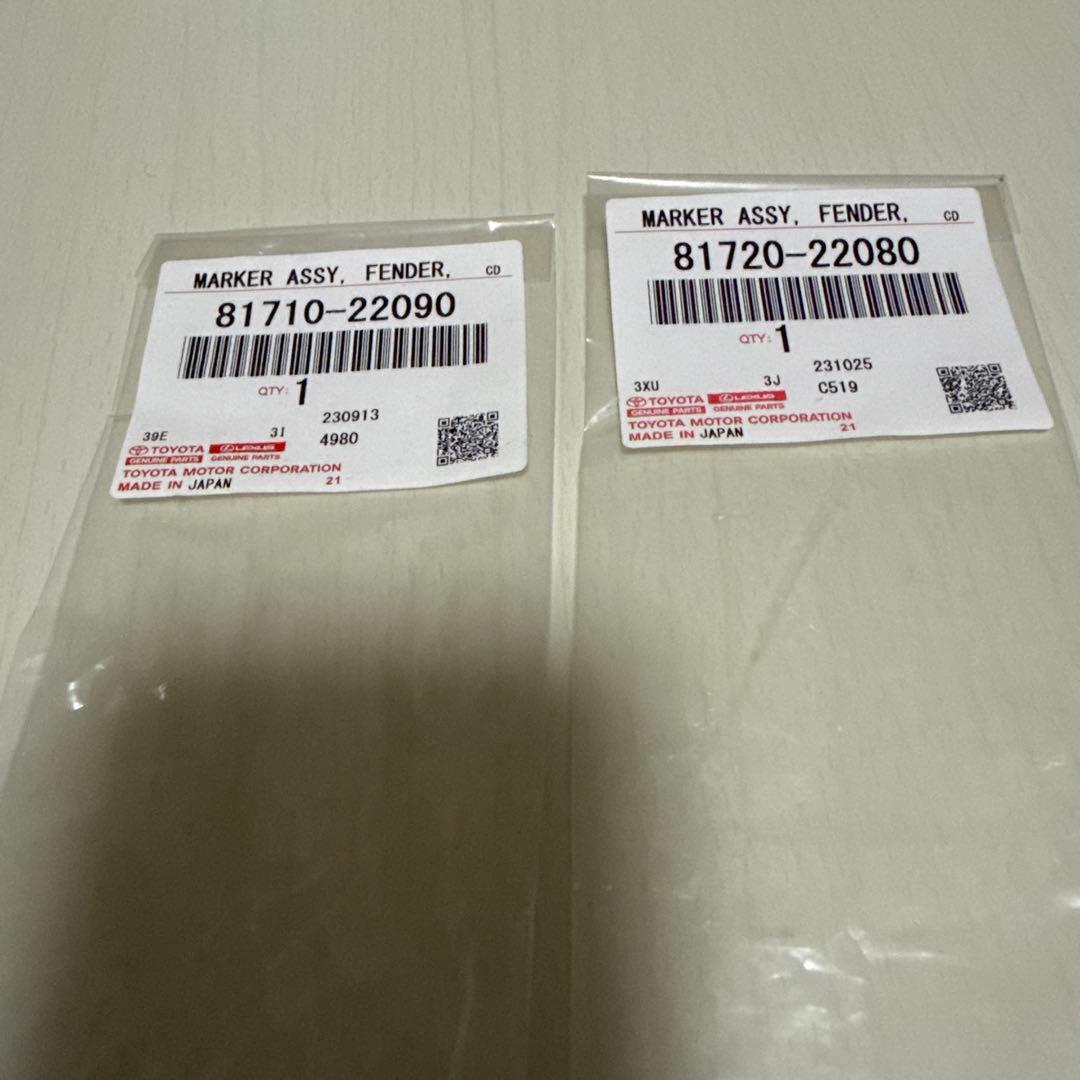 MARKER ASSY, FENDER, CD
81710-22090
QTY: 1
230913
39E 3I 4980
TOYOTA LEXUS
GENUINE PARTS GENUINE PARTS
TOYOTA MOTOR CORPORATION
MADE IN JAPAN 21
MARKER ASSY, FENDER, CD
81720-22080
QTY: 1
231025
3XU 3J C519
TOYOTA LEXUS
GENUINE PARTS GENUINE PARTS
TOYOTA MOTOR CORPORATION
MADE IN JAPAN 21